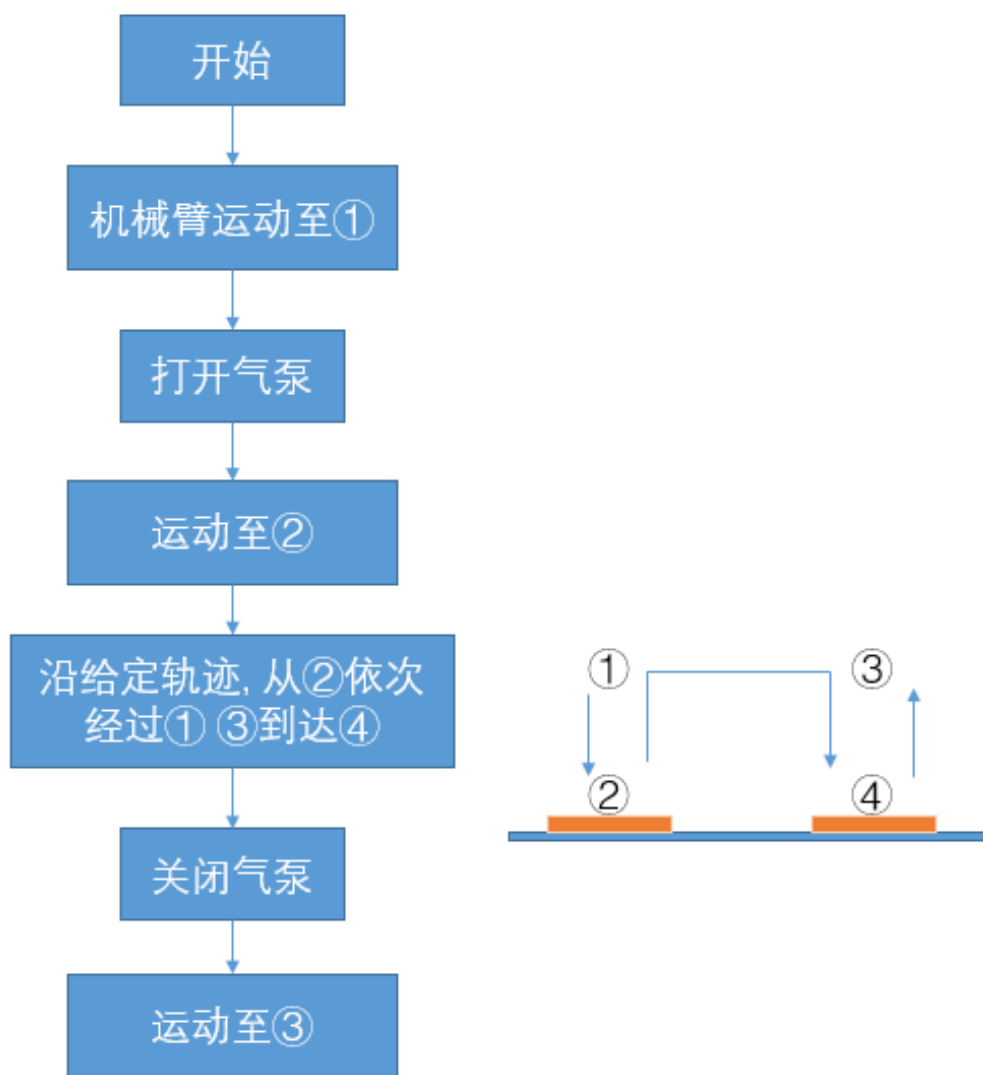 开始
机械臂运动至①
打开气泵
运动至②
沿给定轨迹, 从②依次
经过① ③到达④
关闭气泵
运动至③
① ③
② ④